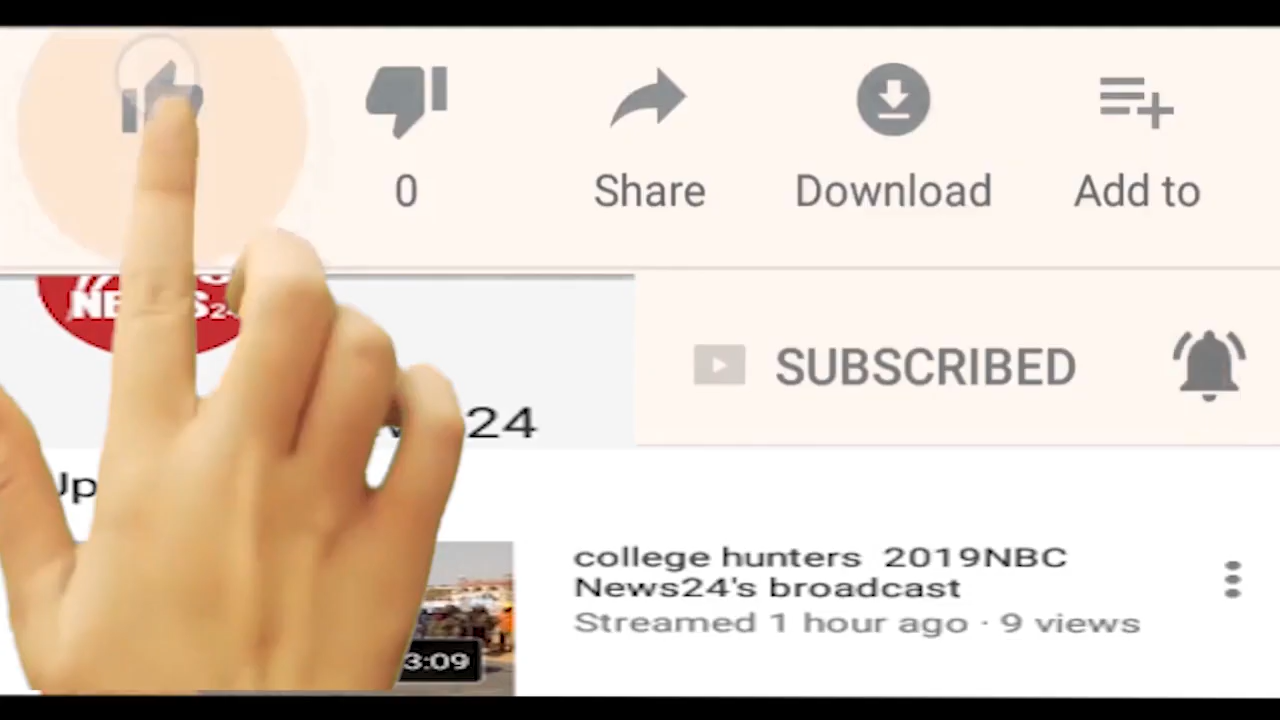 0
Share
Download
Add to
SUBSCRIBED
24
Up
college hunters 2019NBC
News24's broadcast
Streamed 1 hour ago · 9 views
3:09